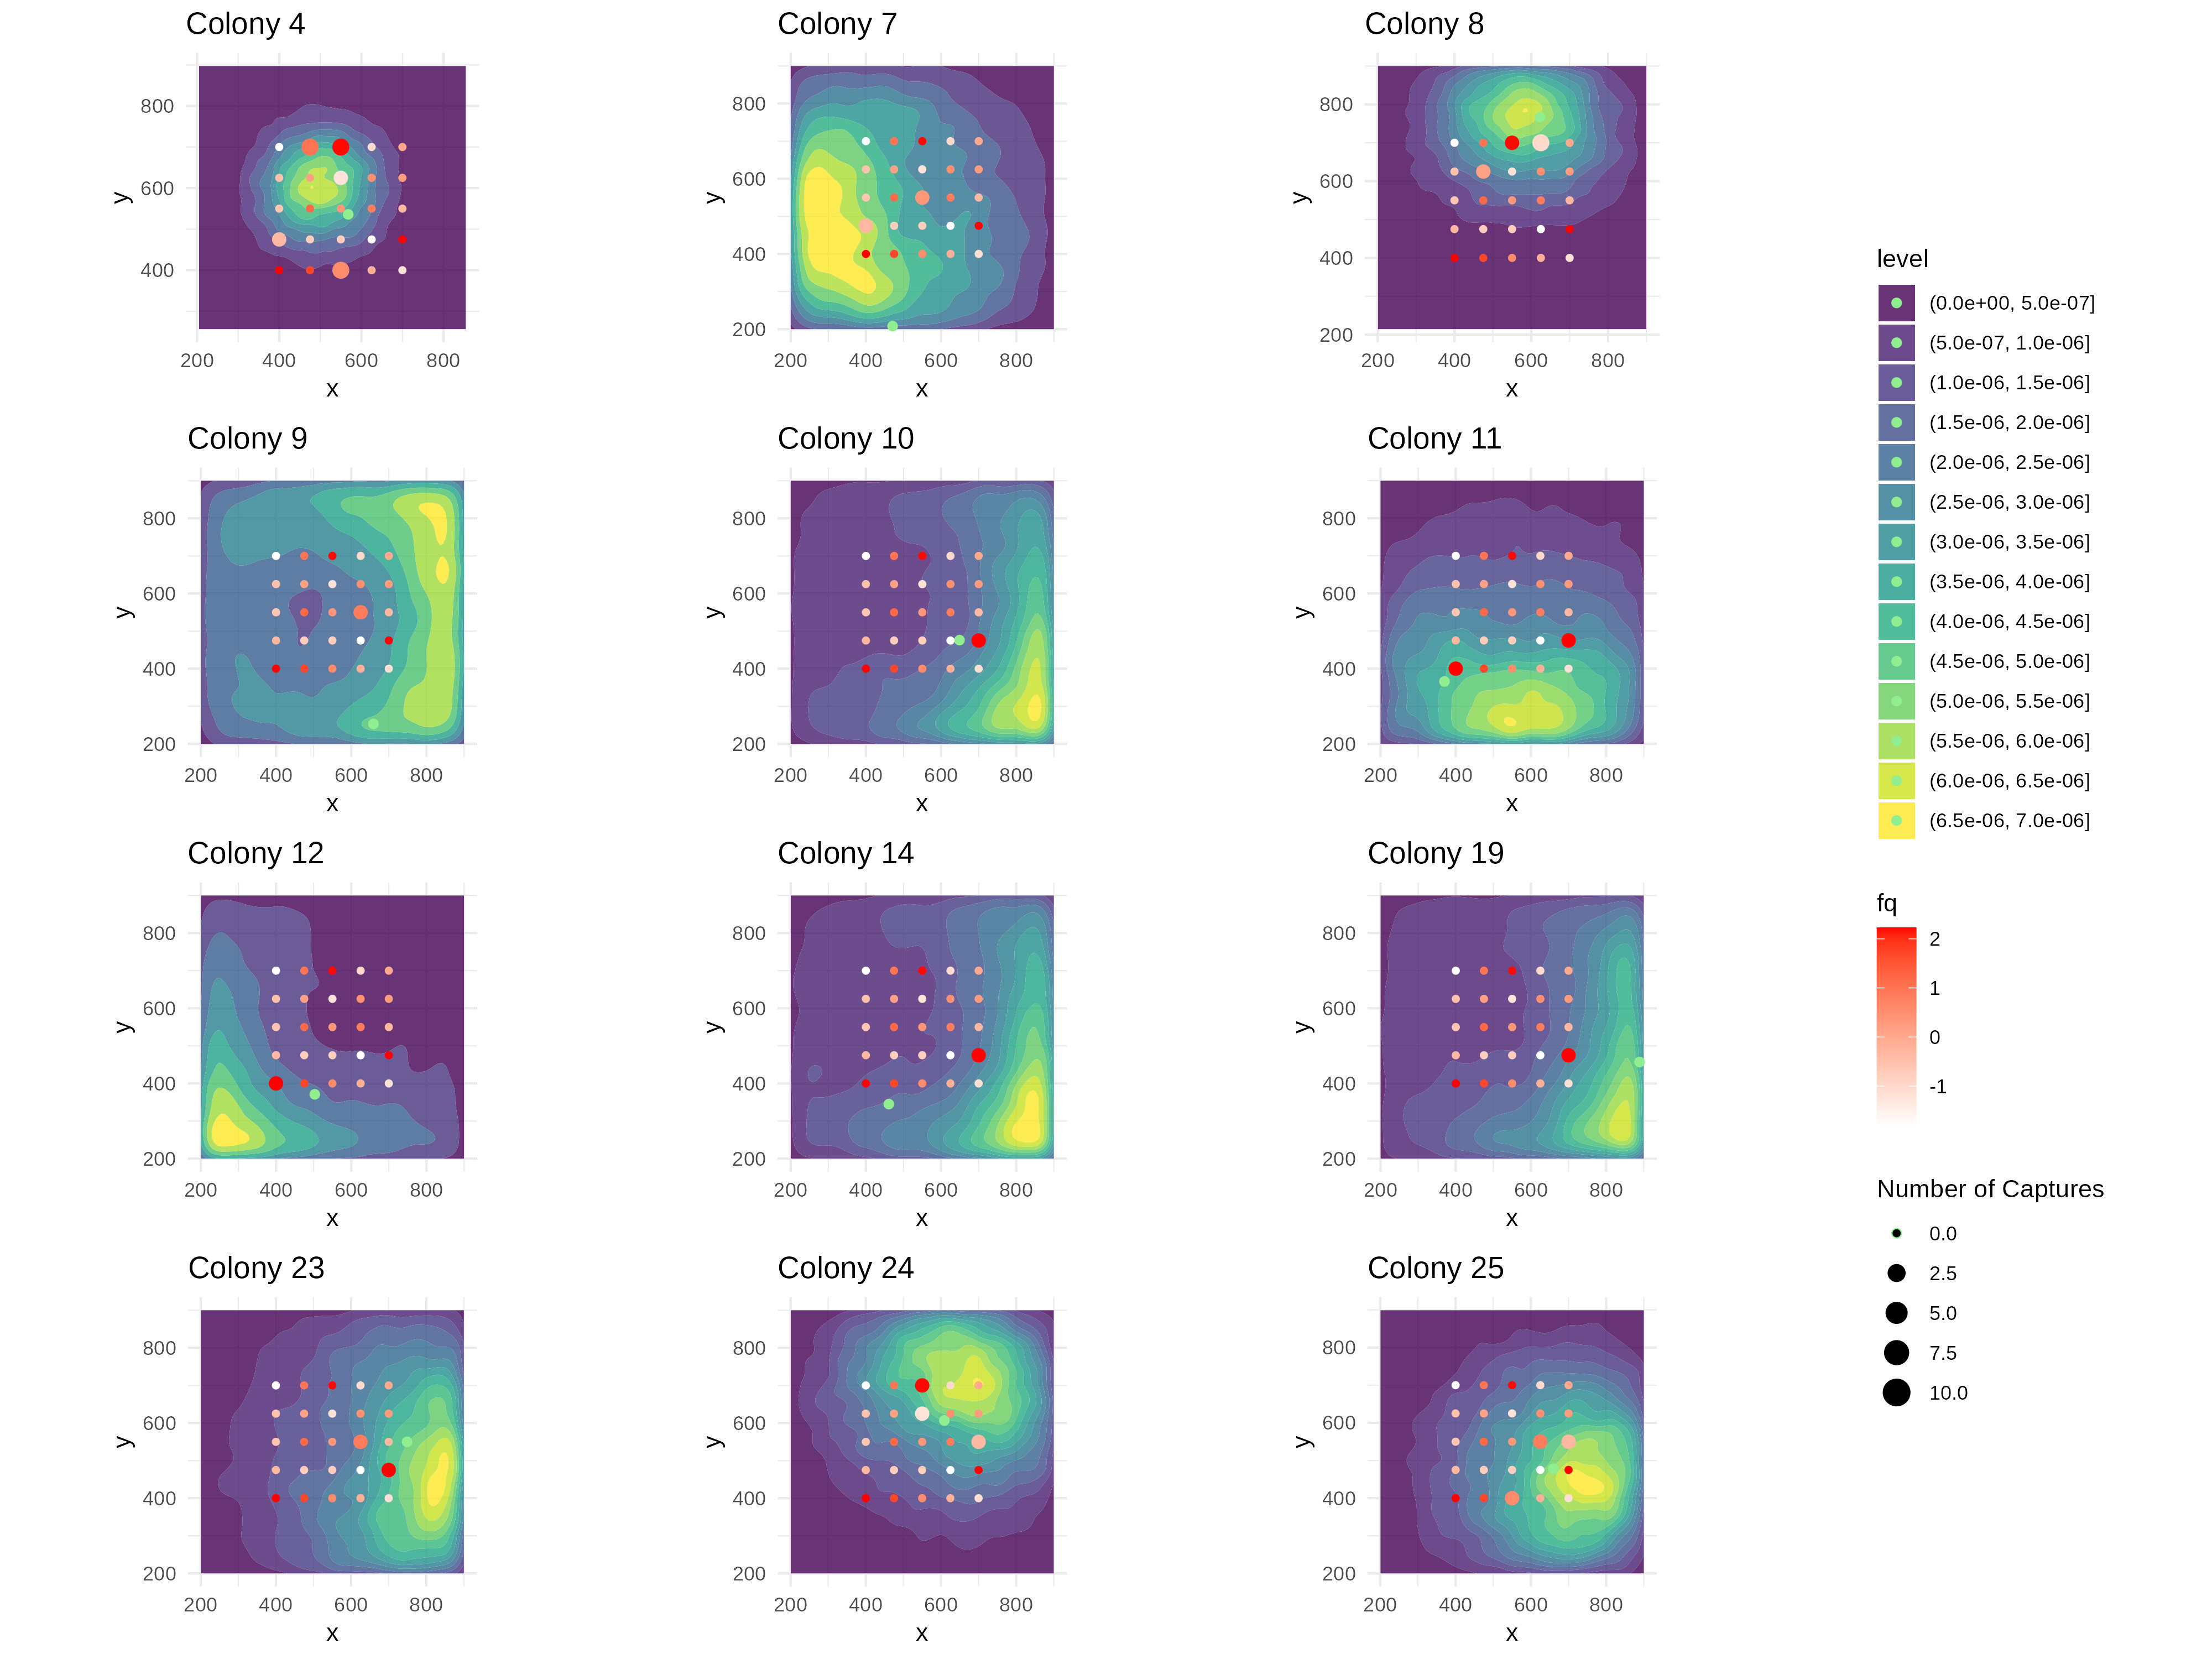 Colony 4
Colony 7
Colony 8
800
600
400
y
200
400
600
800
x
800
600
400
200
y
200
400
600
800
x
800
600
400
200
y
200
400
600
800
x
Colony 9
Colony 10
Colony 11
800
600
400
200
y
200
400
600
800
x
800
600
400
200
y
200
400
600
800
x
800
600
400
200
y
200
400
600
800
x
Colony 12
Colony 14
Colony 19
800
600
400
200
y
200
400
600
800
x
800
600
400
200
y
200
400
600
800
x
800
600
400
200
y
200
400
600
800
x
Colony 23
Colony 24
Colony 25
800
600
400
200
y
200
400
600
800
x
800
600
400
200
y
200
400
600
800
x
800
600
400
200
y
200
400
600
800
x
level
(0.0e+00, 5.0e-07]
(5.0e-07, 1.0e-06]
(1.0e-06, 1.5e-06]
(1.5e-06, 2.0e-06]
(2.0e-06, 2.5e-06]
(2.5e-06, 3.0e-06]
(3.0e-06, 3.5e-06]
(3.5e-06, 4.0e-06]
(4.0e-06, 4.5e-06]
(4.5e-06, 5.0e-06]
(5.0e-06, 5.5e-06]
(5.5e-06, 6.0e-06]
(6.0e-06, 6.5e-06]
(6.5e-06, 7.0e-06]
fq
2
1
0
-1
Number of Captures
0.0
2.5
5.0
7.5
10.0